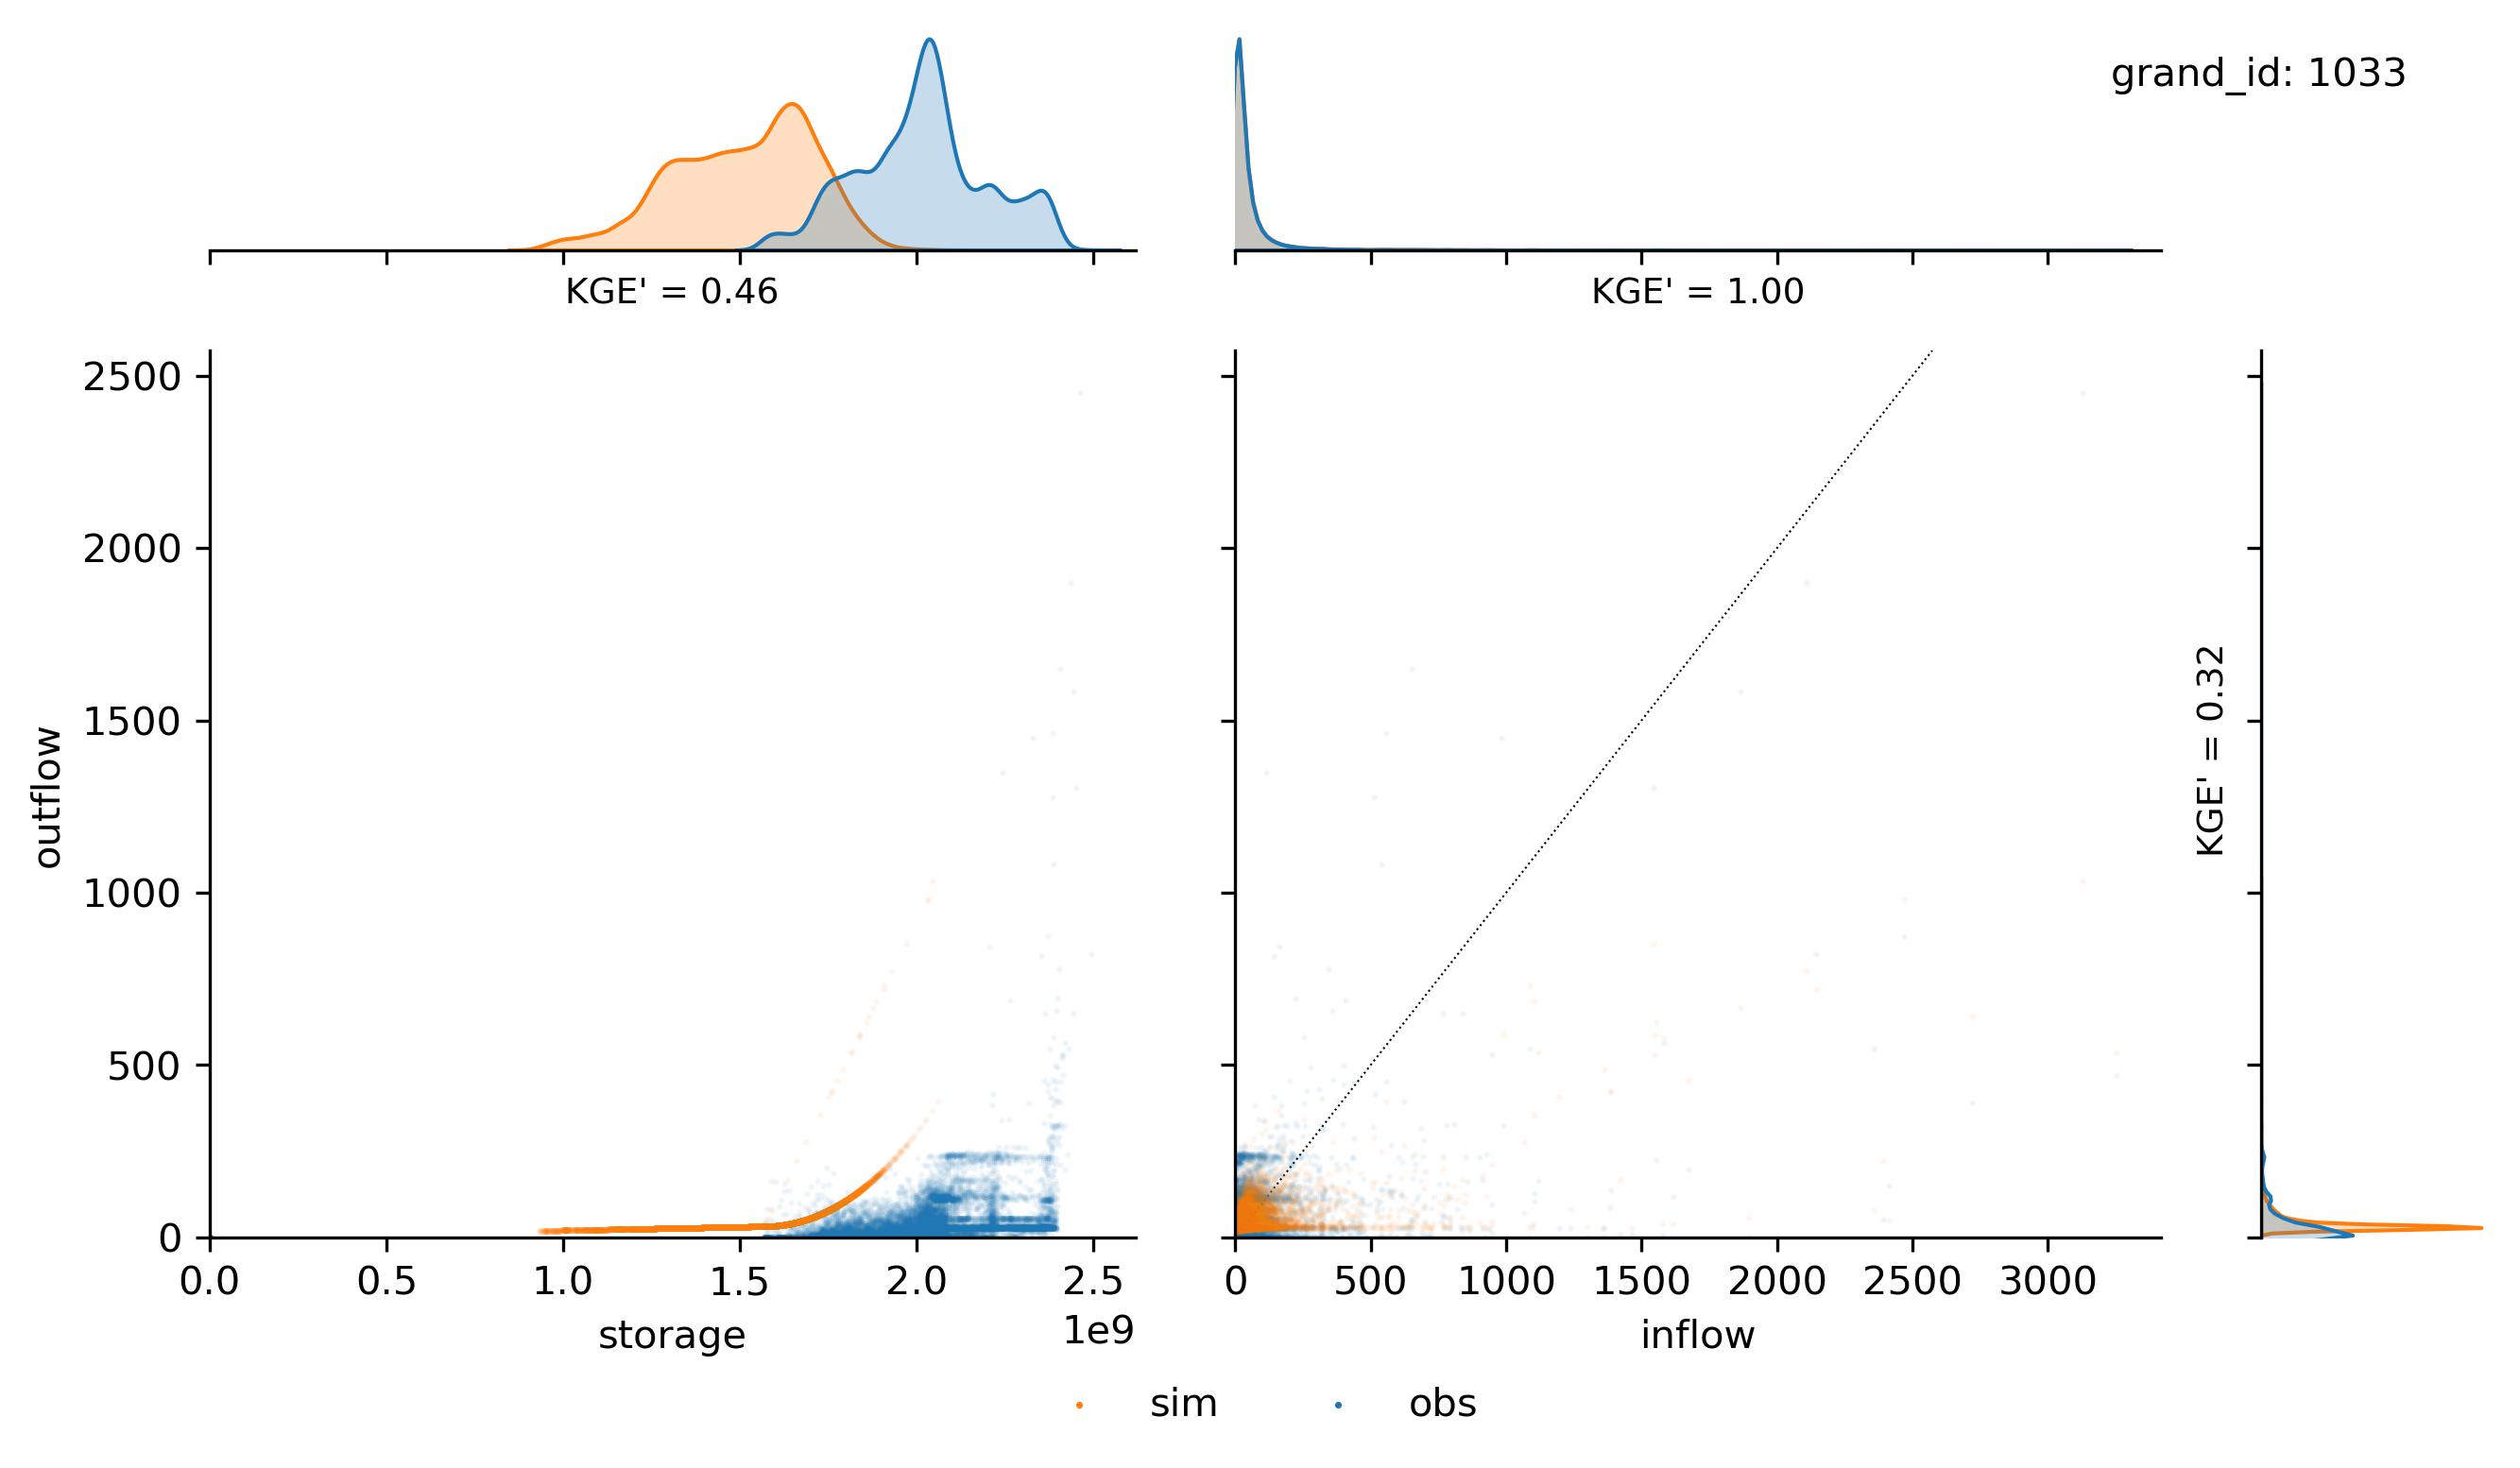 grand_id: 1033
KGE' = 0.46
KGE' = 1.00
2500
2000
1500
1000
500
0
outflow
KGE' = 0.32
0.0 0.5 1.0 1.5 2.0 2.5
0 500 1000 1500 2000 2500 3000
1e9
storage
inflow
sim
obs